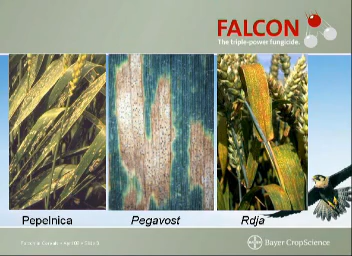 FALCON
The triple-power fungicide.
Pepelnica
Pegavost
Rdja
Bayer CropScience